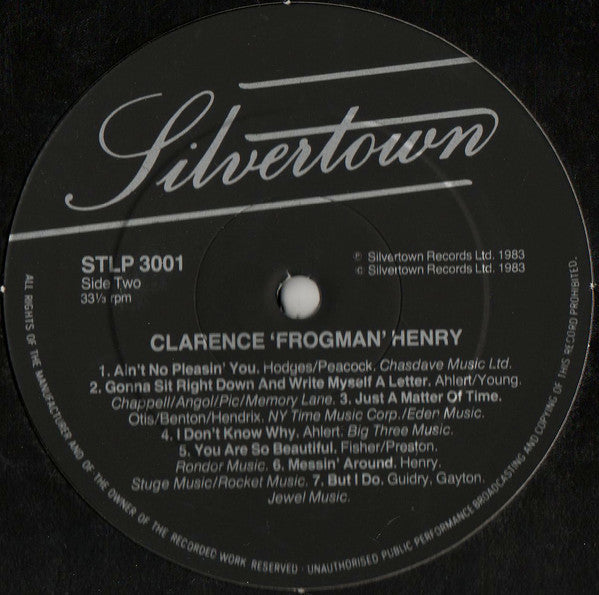 Silvertown
STLP 3001
Side Two
33⅓ rpm
℗ Silvertown Records Ltd. 1983
© Silvertown Records Ltd. 1983
CLARENCE 'FROGMAN' HENRY
1. Ain't No Pleasin' You. Hodges/Peacock. Chasdave Music Ltd.
2. Gonna Sit Right Down And Write Myself A Letter. Ahlert/Young.
Chappell/Angol/Pic/Memory Lane. 3. Just A Matter Of Time.
Otis/Benton/Hendrix. NY Time Music Corp./Eden Music.
4. I Don't Know Why. Ahlert. Big Three Music.
5. You Are So Beautiful. Fisher/Preston.
Rondor Music. 6. Messin' Around. Henry.
Stuge Music/Rocket Music. 7. But I Do. Guidry, Gayton.
Jewel Music.
ALL RIGHTS OF THE MANUFACTURER AND OF THE OWNER OF THE RECORDED WORK RESERVED · UNAUTHORISED PUBLIC PERFORMANCE BROADCASTING AND COPYING OF THIS RECORD PROHIBITED.